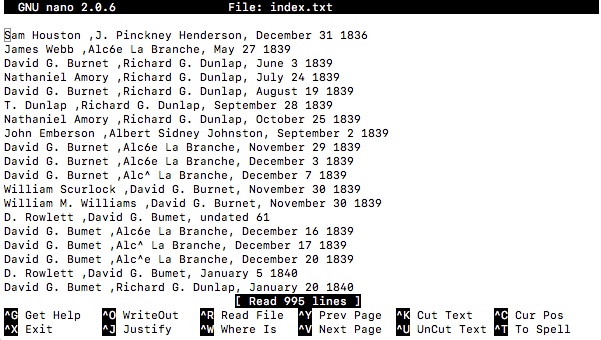 GNU nano 2.0.6 File: index.txt
Sam Houston ,J. Pinckney Henderson, December 31 1836
James Webb ,Alc6e La Branche, May 27 1839
David G. Burnet ,Richard G. Dunlap, June 3 1839
Nathaniel Amory ,Richard G. Dunlap, July 24 1839
David G. Burnet ,Richard G. Dunlap, August 19 1839
T. Dunlap ,Richard G. Dunlap, September 28 1839
Nathaniel Amory ,Richard G. Dunlap, October 25 1839
John Emberson ,Albert Sidney Johnston, September 2 1839
David G. Burnet ,Alc6e La Branche, November 29 1839
David G. Burnet ,Alc6e La Branche, December 3 1839
David G. Burnet ,Alc^ La Branche, December 7 1839
William Scurlock ,David G. Burnet, November 30 1839
William M. Williams ,David G. Burnet, November 30 1839
D. Rowlett ,David G. Bumet, undated 61
David G. Bumet ,Alc6e La Branche, December 16 1839
David G. Bumet ,Alc^ La Branche, December 17 1839
David G. Bumet ,Alc^e La Branche, December 20 1839
D. Rowlett ,David G. Bumet, January 5 1840
David G. Bumet ,Richard G. Dunlap, January 20 1840
[ Read 995 lines ]
^G Get Help ^O WriteOut ^R Read File ^Y Prev Page ^K Cut Text ^C Cur Pos
^X Exit ^J Justify ^W Where Is ^V Next Page ^U UnCut Text ^T To Spell